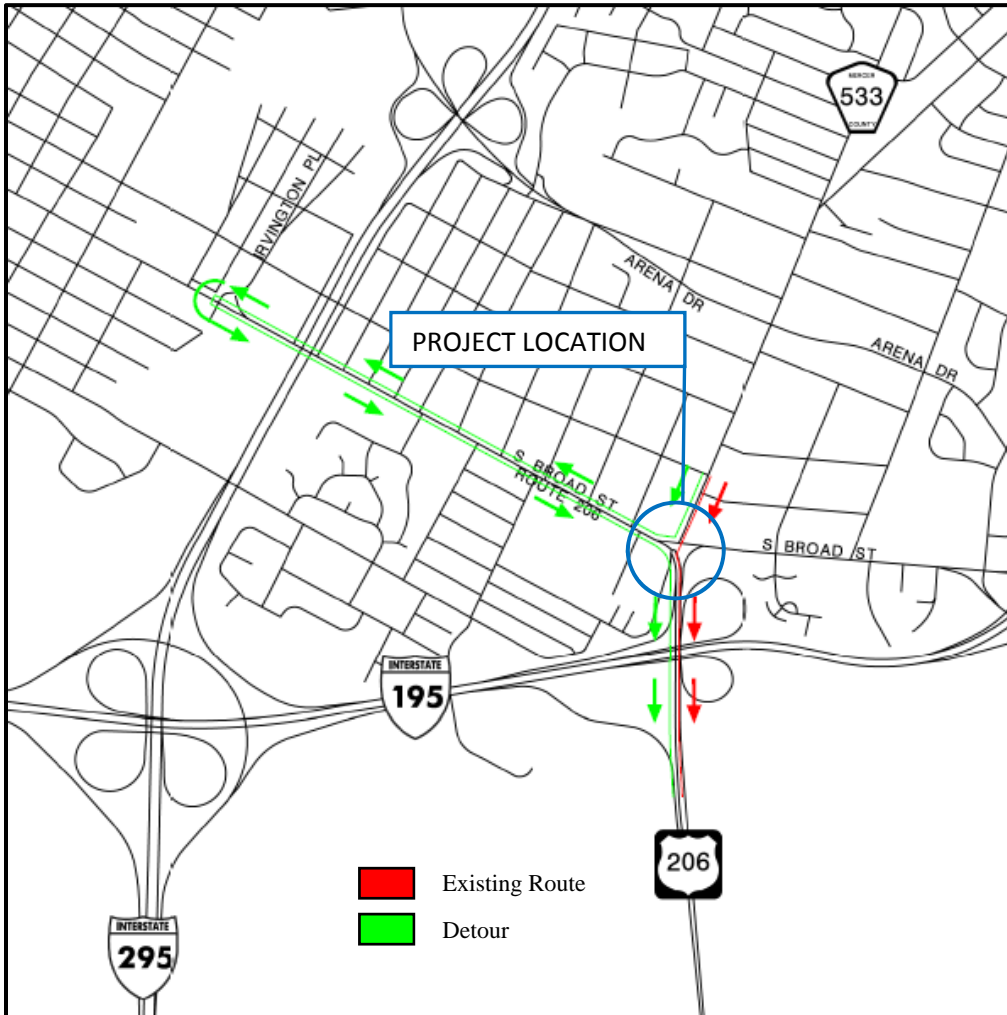 MERCER
533
COUNTY
IRVINGTON PL
ARENA DR
PROJECT LOCATION
ARENA DR
S BROAD ST
ROUTE 206
S BROAD ST
INTERSTATE
195
206
Existing Route
Detour
INTERSTATE
295